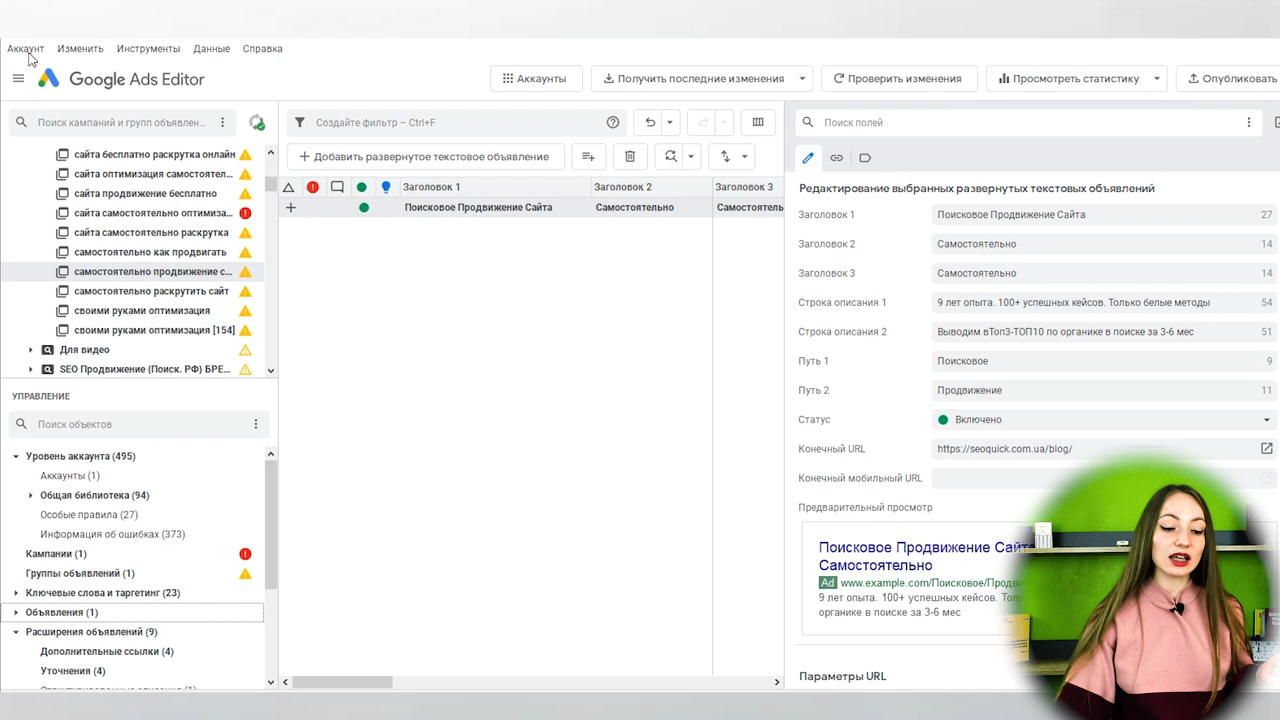 Аккаунт Изменить Инструменты Данные Справка
Google Ads Editor
Аккаунты
Получить последние изменения
Проверить изменения
Просмотреть статистику
Опубликовать
Поиск кампаний и групп объявлен...
сайта бесплатно раскрутка онлайн
сайта оптимизация самостоятел...
сайта продвижение бесплатно
сайта самостоятельно оптимиза...
сайта самостоятельно раскрутка
самостоятельно как продвигать
самостоятельно продвижение с...
самостоятельно раскрутить сайт
своими руками оптимизация
своими руками оптимизация [154]
Для видео
SEO Продвижение (Поиск. РФ) БРЕ...
УПРАВЛЕНИЕ
Поиск объектов
Уровень аккаунта (495)
Аккаунты (1)
Общая библиотека (94)
Особые правила (27)
Информация об ошибках (373)
Кампании (1)
Группы объявлений (1)
Ключевые слова и таргетинг (23)
Объявления (1)
Расширения объявлений (9)
Дополнительные ссылки (4)
Уточнения (4)
Создайте фильтр – Ctrl+F
Добавить развернутое текстовое объявление
Заголовок 1 Заголовок 2 Заголовок 3
Поисковое Продвижение Сайта Самостоятельно Самостоятель
Поиск полей
Редактирование выбранных развернутых текстовых объявлений
Заголовок 1 Поисковое Продвижение Сайта 27
Заголовок 2 Самостоятельно 14
Заголовок 3 Самостоятельно 14
Строка описания 1 9 лет опыта. 100+ успешных кейсов. Только белые методы 54
Строка описания 2 Выводим вТоп3-ТОП10 по органике в поиске за 3-6 мес 51
Путь 1 Поисковое 9
Путь 2 Продвижение 11
Статус Включено
Конечный URL https://seoquick.com.ua/blog/
Конечный мобильный URL
Предварительный просмотр
Поисковое Продвижение Сайта
Самостоятельно
Ad www.example.com/Поисковое/Продви
9 лет опыта. 100+ успешных кейсов. Только
органике в поиске за 3-6 мес
Параметры URL